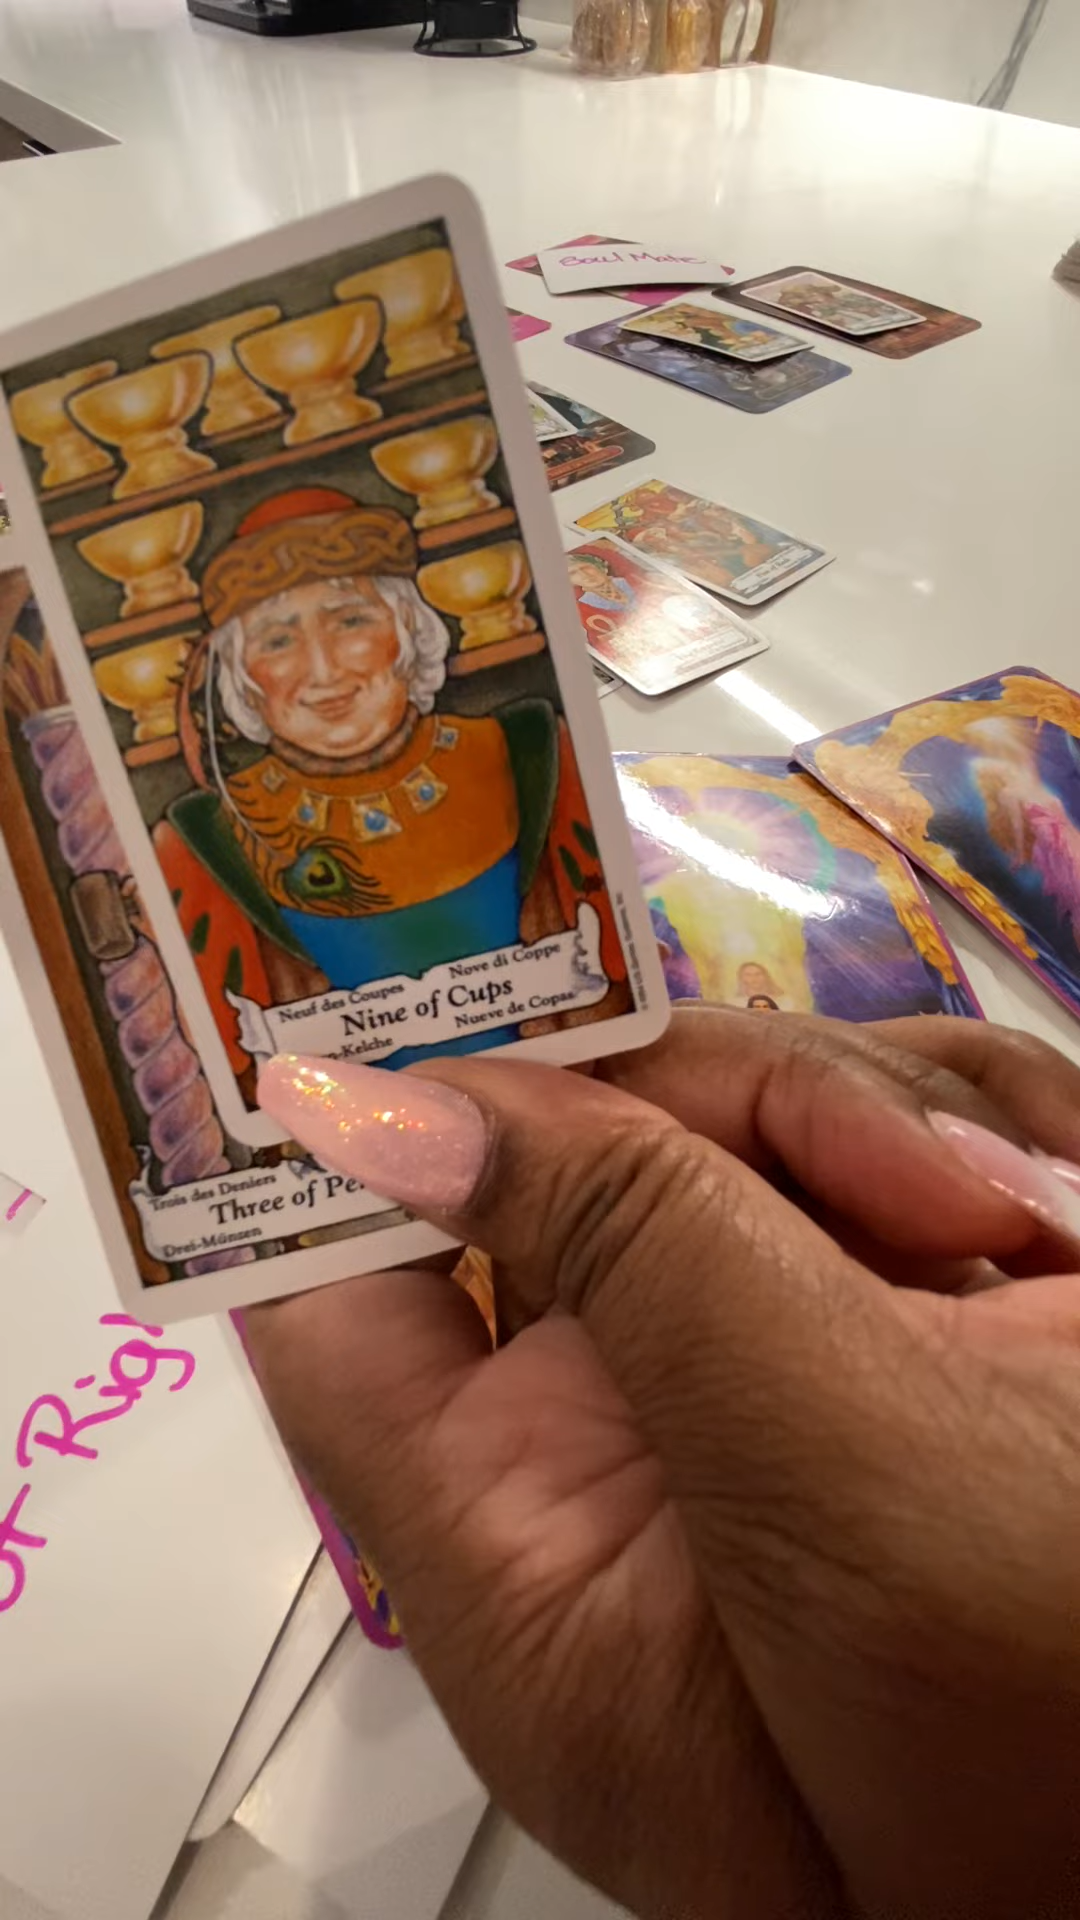 Soul Mate
Neuf des Coupes
Nove di Coppe
Nine of Cups
Nueve de Copas
-Kelche
Trois des Deniers
Three of Pe
Drei-Münzen